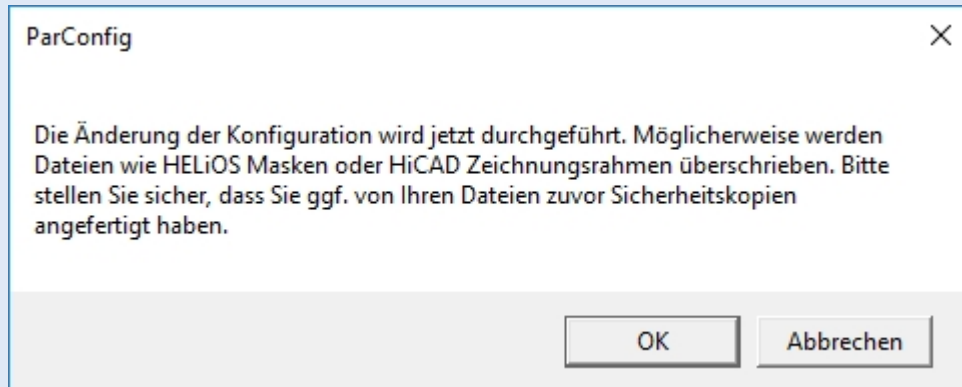 ParConfig
Die Änderung der Konfiguration wird jetzt durchgeführt. Möglicherweise werden
Dateien wie HELiOS Masken oder HiCAD Zeichnungsrahmen überschrieben. Bitte
stellen Sie sicher, dass Sie ggf. von Ihren Dateien zuvor Sicherheitskopien
angefertigt haben.
OK
Abbrechen